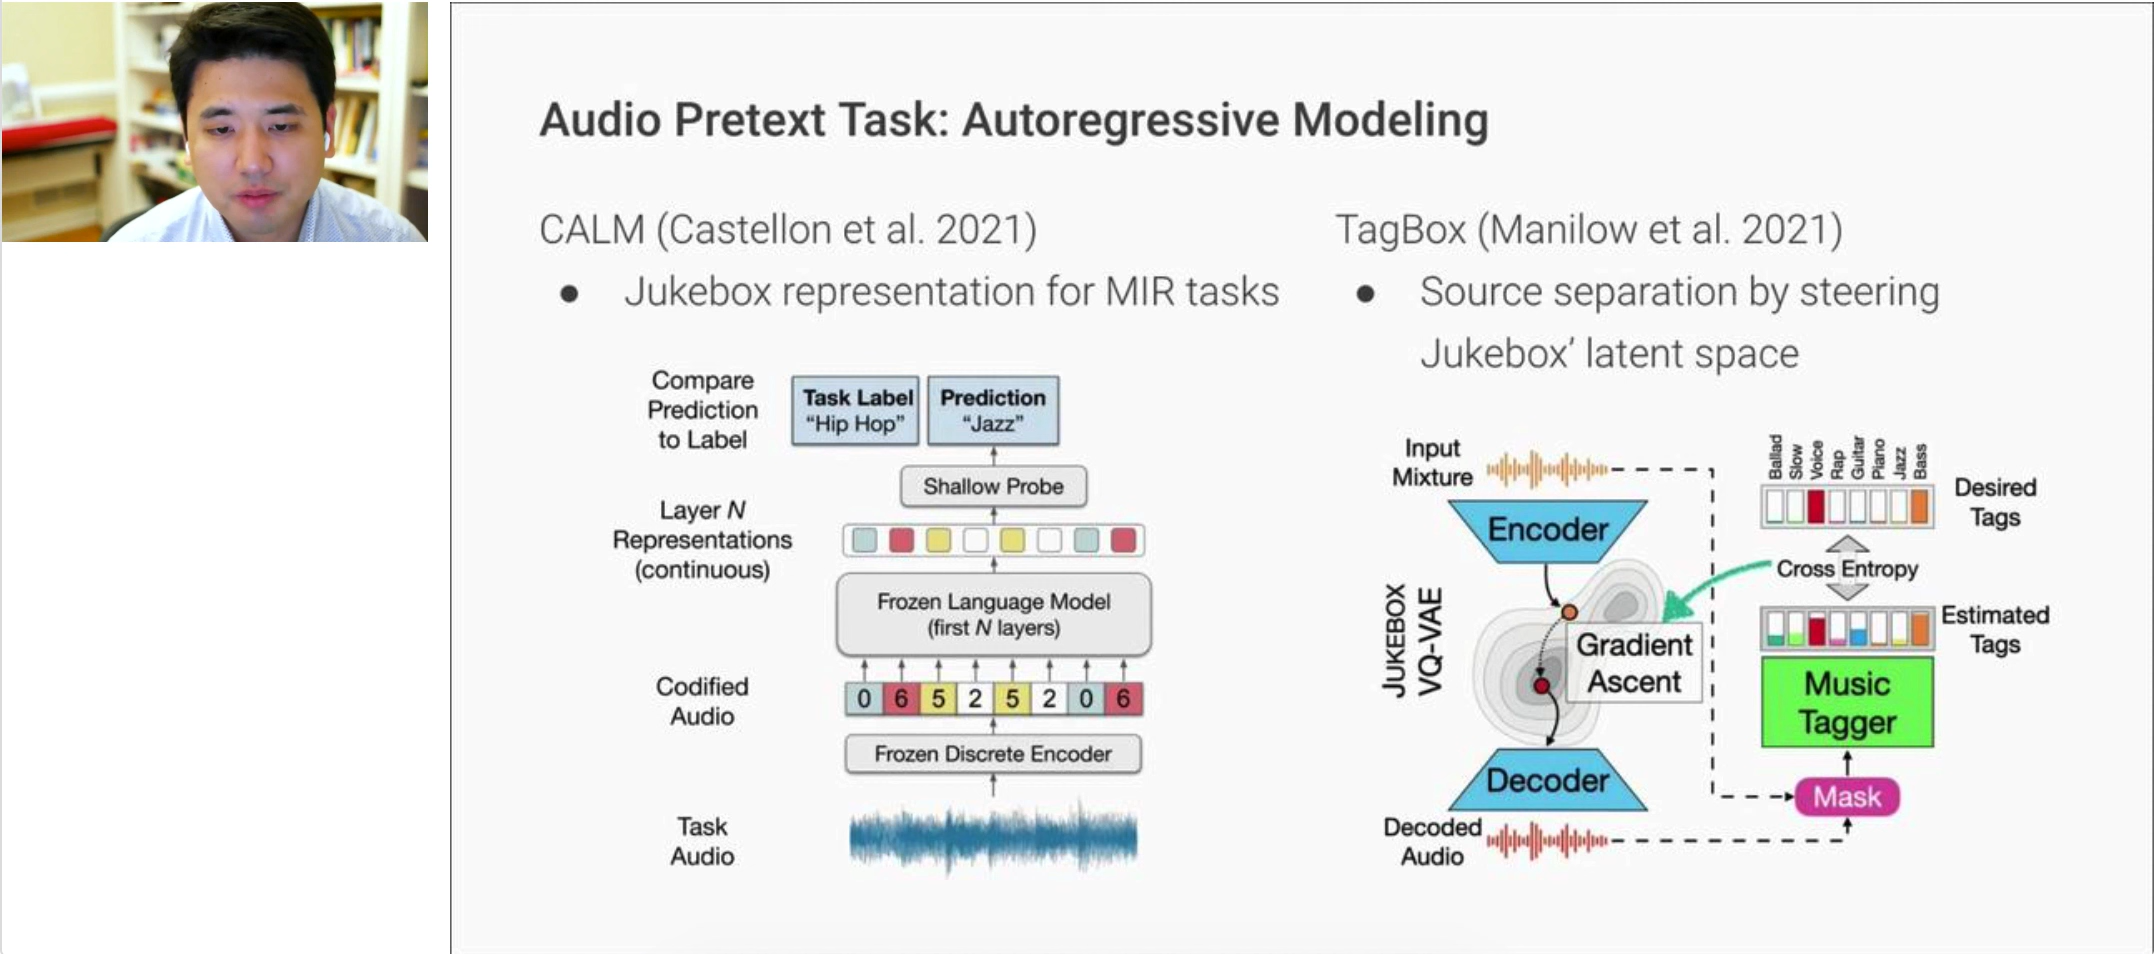 Audio Pretext Task: Autoregressive Modeling
CALM (Castellon et al. 2021)
● Jukebox representation for MIR tasks
Compare
Prediction
to Label
Task Label
“Hip Hop”
Prediction
“Jazz”
Shallow Probe
Layer N
Representations
(continuous)
Frozen Language Model
(first N layers)
Codified
Audio
0 6 5 2 5 2 0 6
Frozen Discrete Encoder
Task
Audio
TagBox (Manilow et al. 2021)
● Source separation by steering
Jukebox’ latent space
Input
Mixture
Encoder
JUKEBOX
VQ-VAE
Gradient
Ascent
Decoder
Decoded
Audio
Ballad
Slow
Voice
Rap
Guitar
Piano
Jazz
Bass
Desired
Tags
Cross Entropy
Estimated
Tags
Music
Tagger
Mask